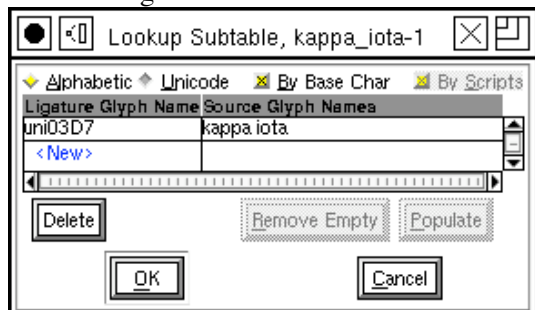 Lookup Subtable, kappa_iota-1
Alphabetic Unicode By Base Char By Scripts
Ligature Glyph Name Source Glyph Names
uni03D7 kappa iota
<New>
Delete Remove Empty Populate
OK Cancel